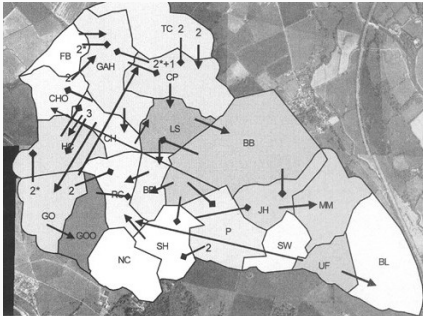 TC 2 2
FB 2*
GAH 2*+1
2 CP
CHO
3
HC CH LS
BB
2* 2 RC BD
GO JH MM
GOO P
NC SH 2 SW
UF BL